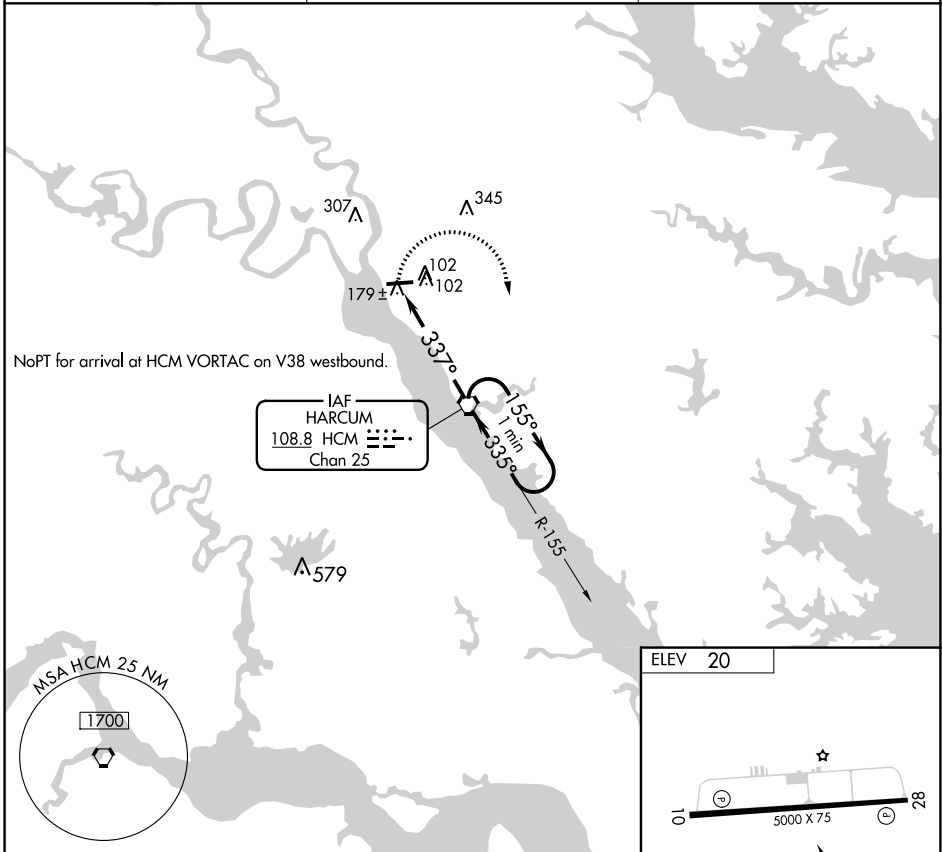 307
345
102
102
179 ±
337°
NoPT for arrival at HCM VORTAC on V38 westbound.
IAF
HARCUM
108.8 HCM
Chan 25
155°
1 min
335°
R-155
579
MSA HCM 25 NM
1700
ELEV 20
P
10
5000 X 75
P
28